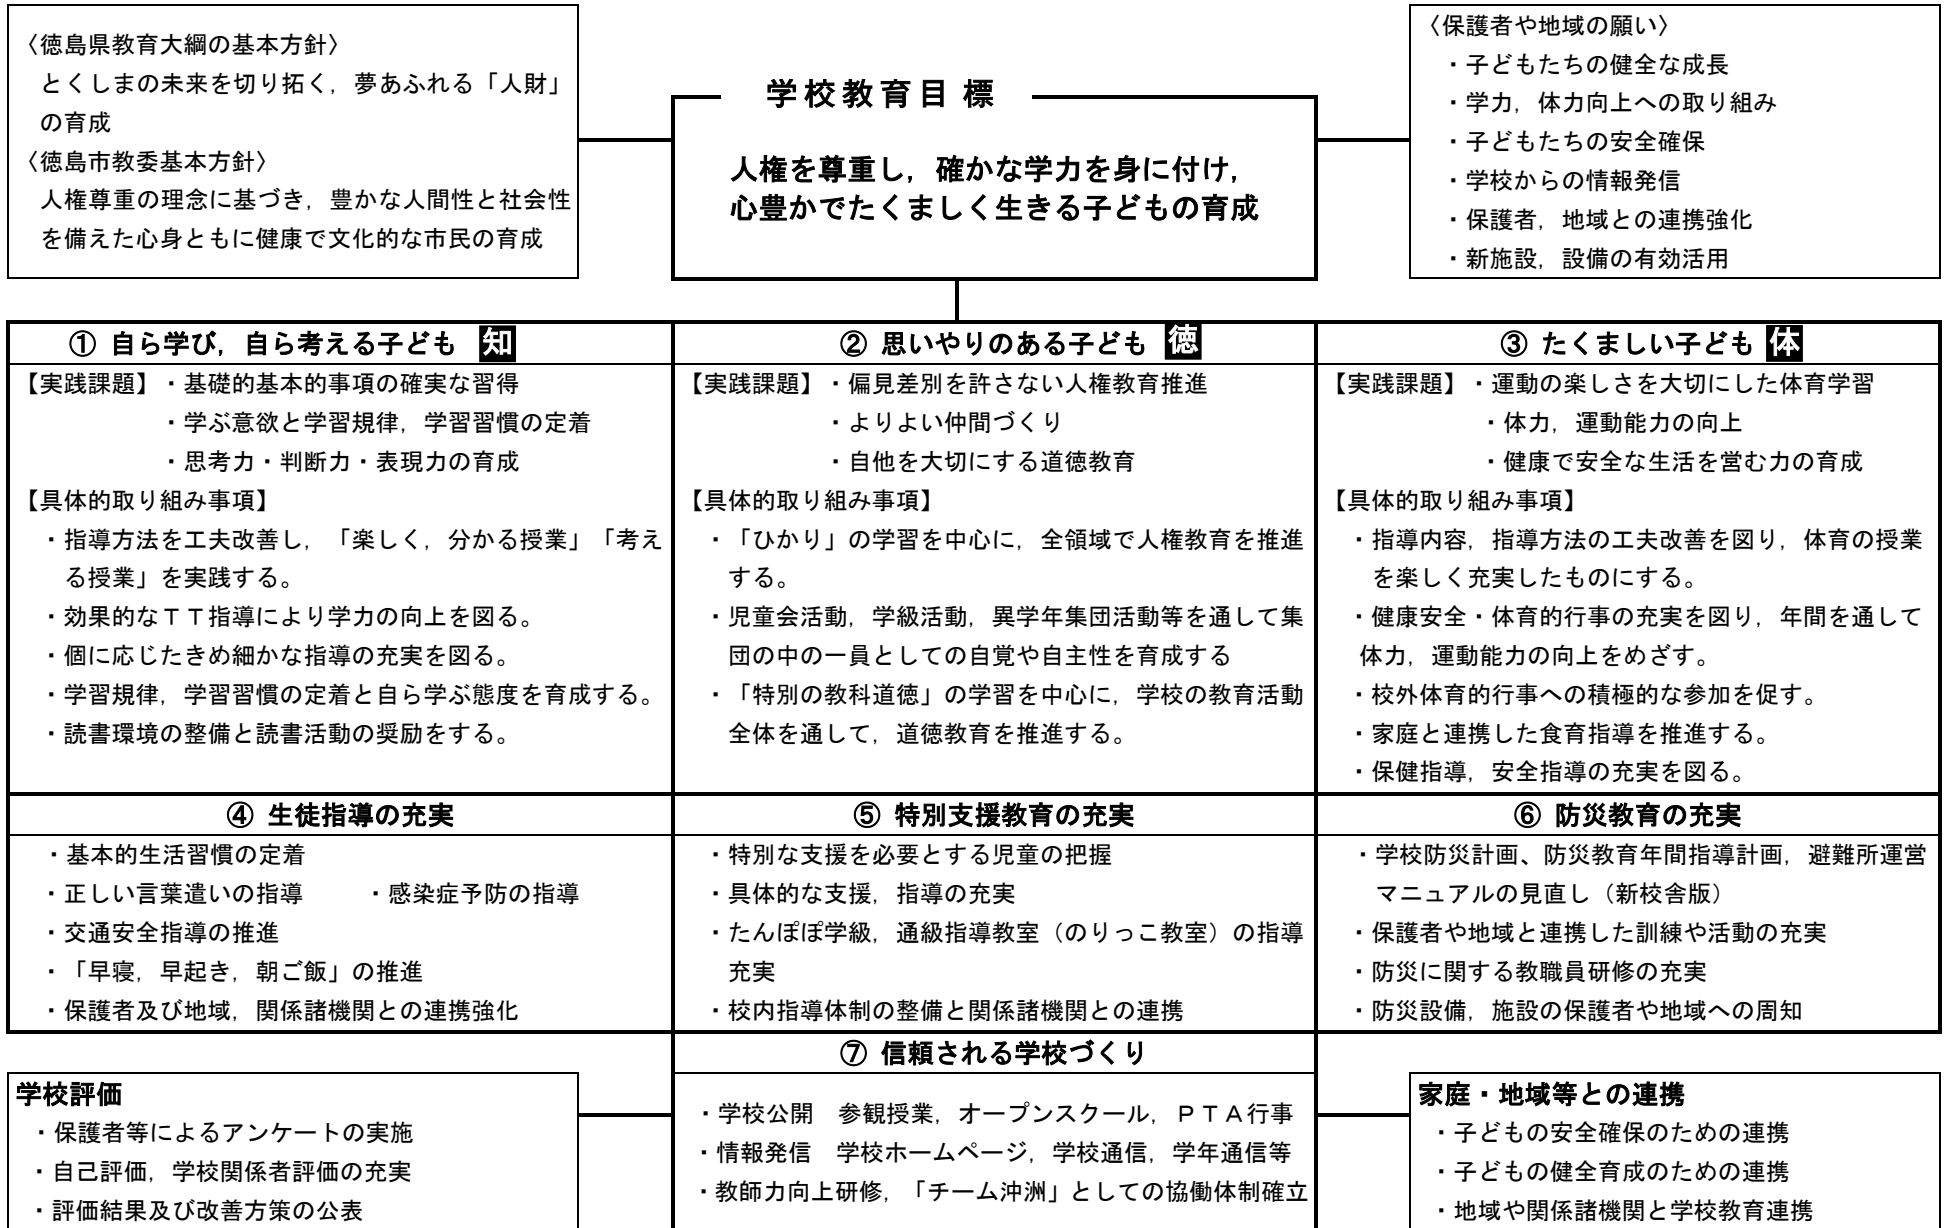 〈徳島県教育大綱の基本方針〉
とくしまの未来を切り拓く，夢あふれる「人財」
の育成
〈徳島市教委基本方針〉
人権尊重の理念に基づき，豊かな人間性と社会性
を備えた心身ともに健康で文化的な市民の育成
学校教育目標
人権を尊重し，確かな学力を身に付け，
心豊かでたくましく生きる子どもの育成
〈保護者や地域の願い〉
・子どもたちの健全な成長
・学力，体力向上への取り組み
・子どもたちの安全確保
・学校からの情報発信
・保護者，地域との連携強化
・新施設，設備の有効活用
① 自ら学び，自ら考える子ども 知
【実践課題】・基礎的基本的事項の確実な習得
・学ぶ意欲と学習規律，学習習慣の定着
・思考力・判断力・表現力の育成
【具体的取り組み事項】
・指導方法を工夫改善し，「楽しく，分かる授業」「考え
る授業」を実践する。
・効果的なＴＴ指導により学力の向上を図る。
・個に応じたきめ細かな指導の充実を図る。
・学習規律，学習習慣の定着と自ら学ぶ態度を育成する。
・読書環境の整備と読書活動の奨励をする。
② 思いやりのある子ども 徳
【実践課題】・偏見差別を許さない人権教育推進
・よりよい仲間づくり
・自他を大切にする道徳教育
【具体的取り組み事項】
・「ひかり」の学習を中心に，全領域で人権教育を推進
する。
・児童会活動，学級活動，異学年集団活動等を通して集
団の中の一員としての自覚や自主性を育成する
・「特別の教科道徳」の学習を中心に，学校の教育活動
全体を通して，道徳教育を推進する。
③ たくましい子ども 体
【実践課題】・運動の楽しさを大切にした体育学習
・体力，運動能力の向上
・健康で安全な生活を営む力の育成
【具体的取り組み事項】
・指導内容，指導方法の工夫改善を図り，体育の授業
を楽しく充実したものにする。
・健康安全・体育的行事の充実を図り，年間を通して
体力，運動能力の向上をめざす。
・校外体育的行事への積極的な参加を促す。
・家庭と連携した食育指導を推進する。
・保健指導，安全指導の充実を図る。
④ 生徒指導の充実
・基本的生活習慣の定着
・正しい言葉遣いの指導　　・感染症予防の指導
・交通安全指導の推進
・「早寝，早起き，朝ご飯」の推進
・保護者及び地域，関係諸機関との連携強化
⑤ 特別支援教育の充実
・特別な支援を必要とする児童の把握
・具体的な支援，指導の充実
・たんぽぽ学級，通級指導教室（のりっこ教室）の指導
充実
・校内指導体制の整備と関係諸機関との連携
⑥ 防災教育の充実
・学校防災計画、防災教育年間指導計画，避難所運営
マニュアルの見直し（新校舎版）
・保護者や地域と連携した訓練や活動の充実
・防災に関する教職員研修の充実
・防災設備，施設の保護者や地域への周知
学校評価
・保護者等によるアンケートの実施
・自己評価，学校関係者評価の充実
・評価結果及び改善方策の公表
⑦ 信頼される学校づくり
・学校公開　参観授業，オープンスクール，ＰＴＡ行事
・情報発信　学校ホームページ，学校通信，学年通信等
・教師力向上研修，「チーム沖洲」としての協働体制確立
家庭・地域等との連携
・子どもの安全確保のための連携
・子どもの健全育成のための連携
・地域や関係諸機関と学校教育連携